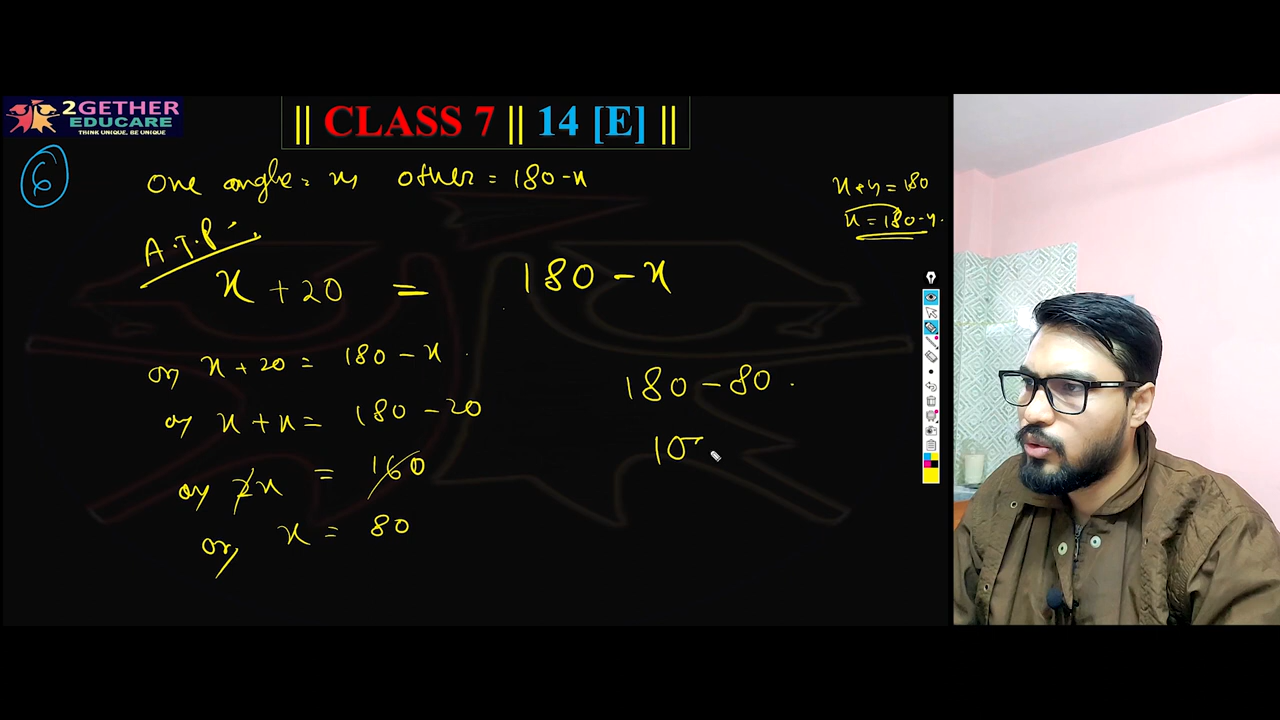 2GETHER
EDUCARE
THINK UNIQUE, BE UNIQUE
|| CLASS 7 || 14 [E] ||
6
One angle = x, other = 180-x
x + y = 180
x = 180-y.
A.T.P.
x + 20 = 180 - x
or x + 20 = 180 - x .
or x + x = 180 - 20
or 2x = 160
or x = 80
180 - 80 .
10